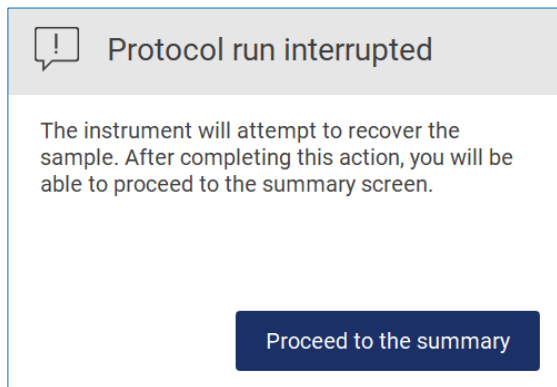 !
Protocol run interrupted
The instrument will attempt to recover the
sample. After completing this action, you will be
able to proceed to the summary screen.
Proceed to the summary